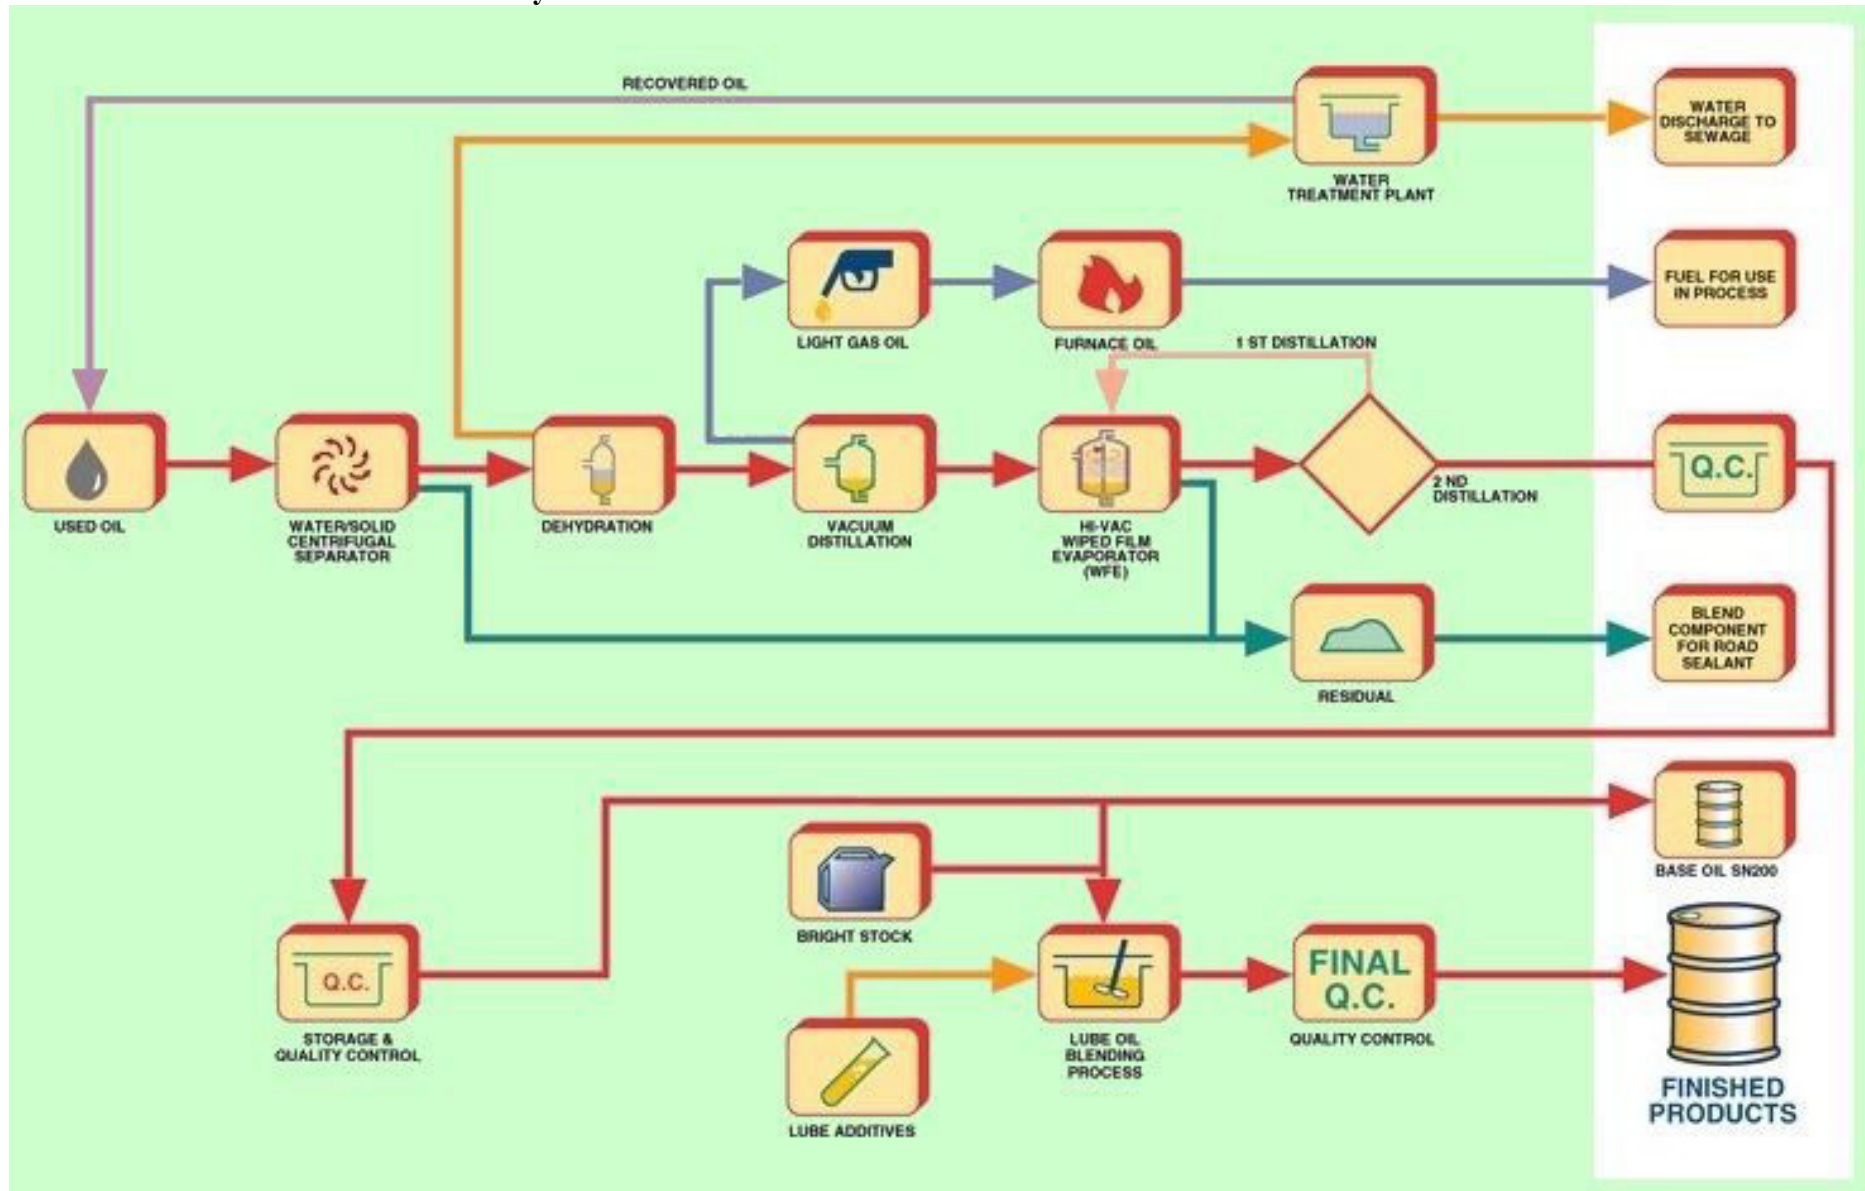 RECOVERED OIL
WATER
TREATMENT PLANT
WATER
DISCHARGE TO
SEWAGE
LIGHT GAS OIL
FURNACE OIL
FUEL FOR USE
IN PROCESS
1 ST DISTILLATION
USED OIL
WATER/SOLID
CENTRIFUGAL
SEPARATOR
DEHYDRATION
VACUUM
DISTILLATION
HI-VAC
WIPED FILM
EVAPORATOR
(WFE)
2 ND
DISTILLATION
Q.C.
RESIDUAL
BLEND
COMPONENT
FOR ROAD
SEALANT
BASE OIL SN200
BRIGHT STOCK
Q.C.
STORAGE &
QUALITY CONTROL
LUBE ADDITIVES
LUBE OIL
BLENDING
PROCESS
FINAL
Q.C.
QUALITY CONTROL
FINISHED
PRODUCTS